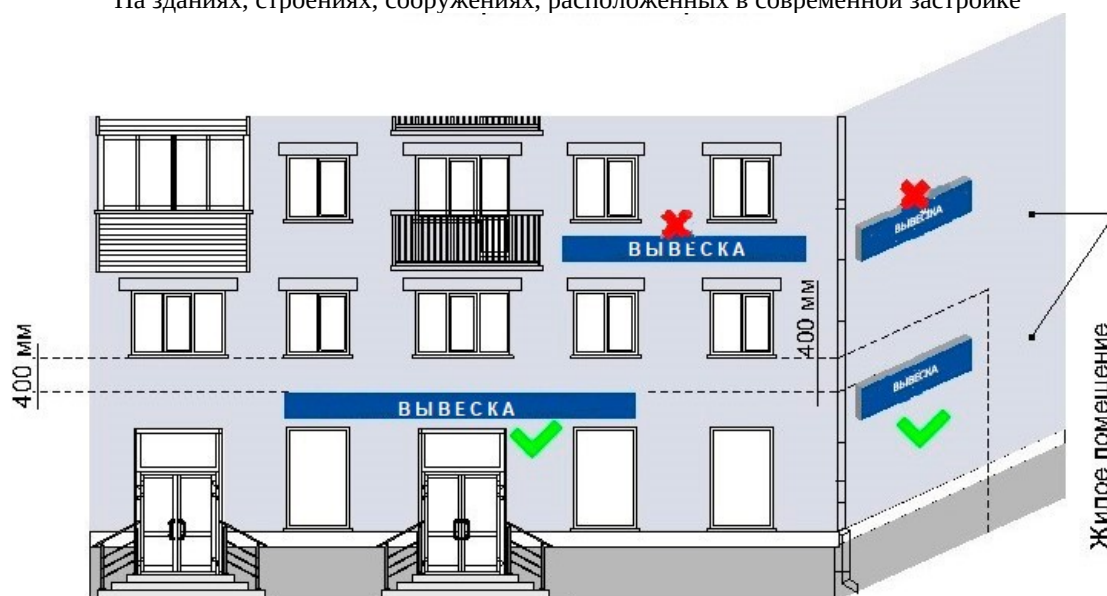 На зданиях, строениях, сооружениях, расположенных в современной застройке
ВЫВЕСКА
ВЫВЕСКА
400 мм
400 мм
ВЫВЕСКА
ВЫВЕСКА
Жилое помещение